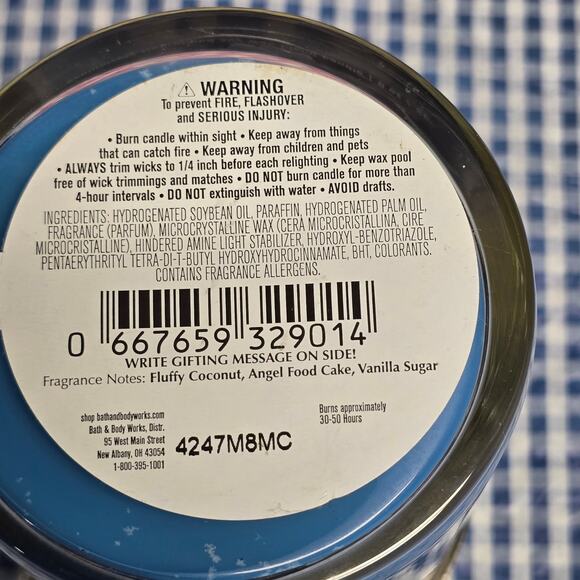 ⚠ WARNING
To prevent FIRE, FLASHOVER
and SERIOUS INJURY:
• Burn candle within sight • Keep away from things
that can catch fire • Keep away from children and pets
• ALWAYS trim wicks to 1/4 inch before each relighting • Keep wax pool
free of wick trimmings and matches • DO NOT burn candle for more than
4-hour intervals • DO NOT extinguish with water • AVOID drafts.
INGREDIENTS: HYDROGENATED SOYBEAN OIL, PARAFFIN, HYDROGENATED PALM OIL,
FRAGRANCE (PARFUM), MICROCRYSTALLINE WAX (CERA MICROCRISTALLINA, CIRE
MICROCRISTALLINE), HINDERED AMINE LIGHT STABILIZER, HYDROXYL-BENZOTRIAZOLE,
PENTAERYTHRITYL TETRA-DI-T-BUTYL HYDROXYHYDROCINNAMATE, BHT, COLORANTS.
CONTAINS FRAGRANCE ALLERGENS.
0 667659 329014
WRITE GIFTING MESSAGE ON SIDE!
Fragrance Notes: Fluffy Coconut, Angel Food Cake, Vanilla Sugar
shop bathandbodyworks.com
Bath & Body Works, Distr.
95 West Main Street
New Albany, OH 43054
1-800-395-1001
4247M8MC
Burns approximately
30-50 Hours